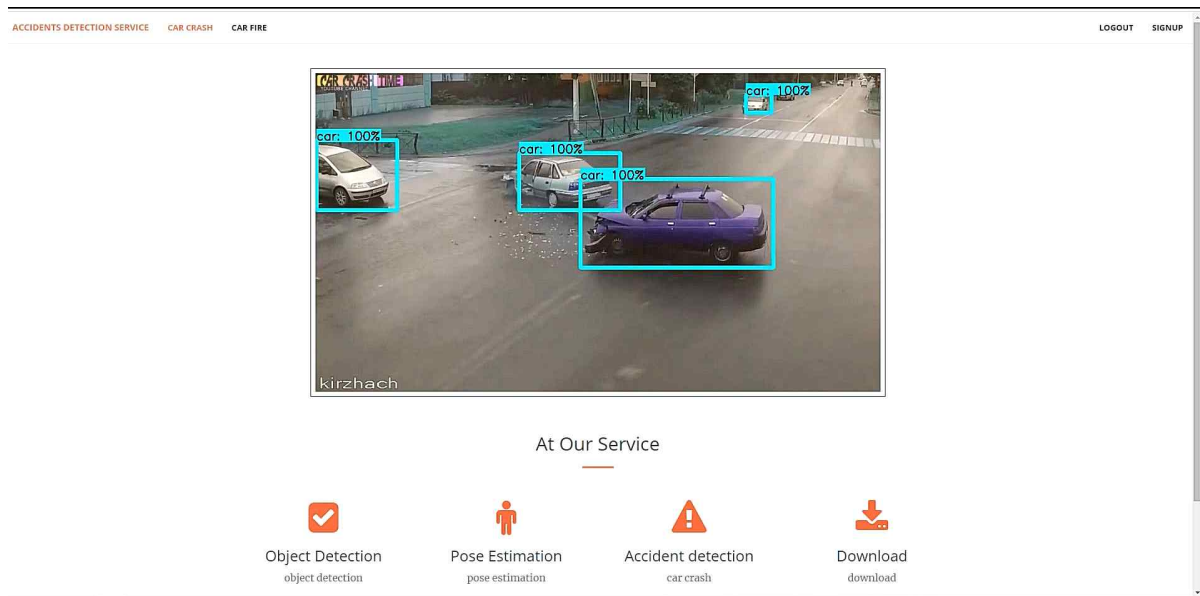 ACCIDENTS DETECTION SERVICE CAR CRASH CAR FIRE LOGOUT SIGNUP
CAR CRASH TIME
YOUTUBE CHANNEL
car: 100%
car: 100%
car: 100%
car: 100%
kirzhach
At Our Service
Object Detection Pose Estimation Accident detection Download
object detection pose estimation car crash download